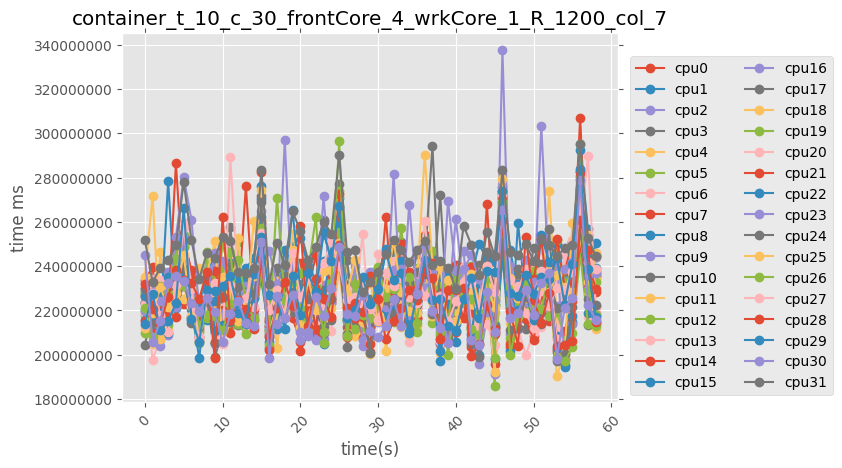 container_t_10_c_30_frontCore_4_wrkCore_1_R_1200_col_7
340000000
320000000
300000000
280000000
260000000
240000000
220000000
200000000
180000000
time ms
0
10
20
30
40
50
60
time(s)
cpu0
cpu1
cpu2
cpu3
cpu4
cpu5
cpu6
cpu7
cpu8
cpu9
cpu10
cpu11
cpu12
cpu13
cpu14
cpu15
cpu16
cpu17
cpu18
cpu19
cpu20
cpu21
cpu22
cpu23
cpu24
cpu25
cpu26
cpu27
cpu28
cpu29
cpu30
cpu31